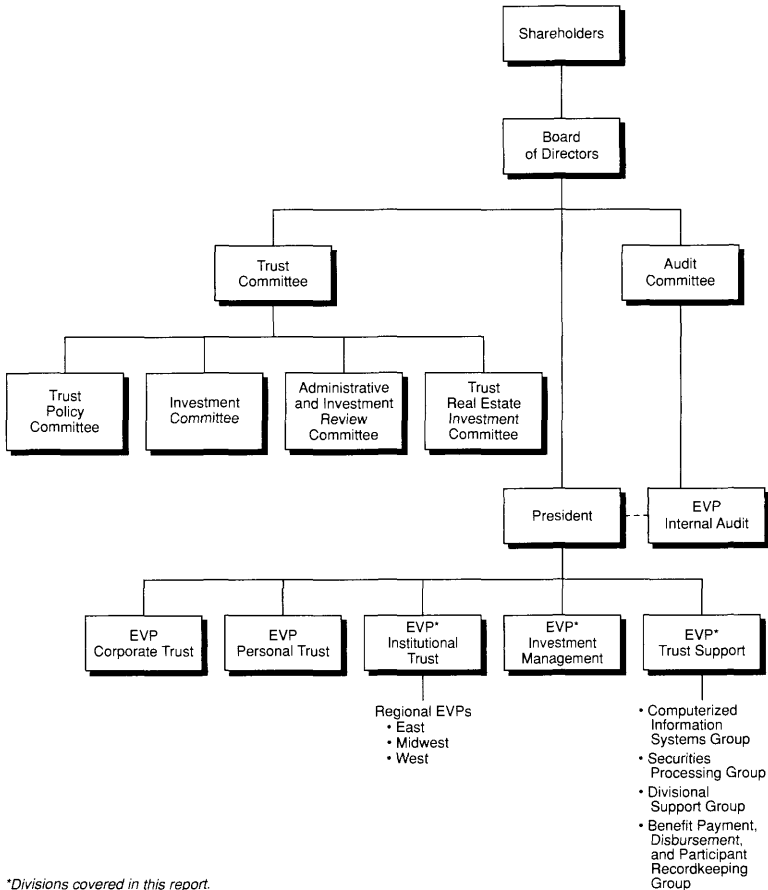 Shareholders
Board
of Directors
Trust
Committee
Audit
Committee
Trust
Policy
Committee
Investment
Committee
Administrative
and Investment
Review
Committee
Trust
Real Estate
Investment
Committee
President
EVP
Internal Audit
EVP
Corporate Trust
EVP
Personal Trust
EVP*
Institutional
Trust
EVP*
Investment
Management
EVP*
Trust Support
Regional EVPs
• East
• Midwest
• West
• Computerized
Information
Systems Group
• Securities
Processing Group
• Divisional
Support Group
• Benefit Payment,
Disbursement,
and Participant
Recordkeeping
Group
*Divisions covered in this report.